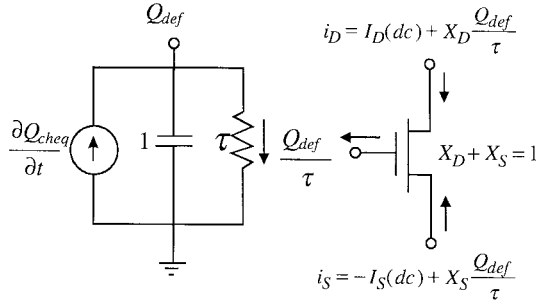 Q_def
i_D = I_D(dc) + X_D Q_def/τ
∂Q_cheq/∂t
1
τ
Q_def/τ
X_D + X_S = 1
i_S = −I_S(dc) + X_S Q_def/τ